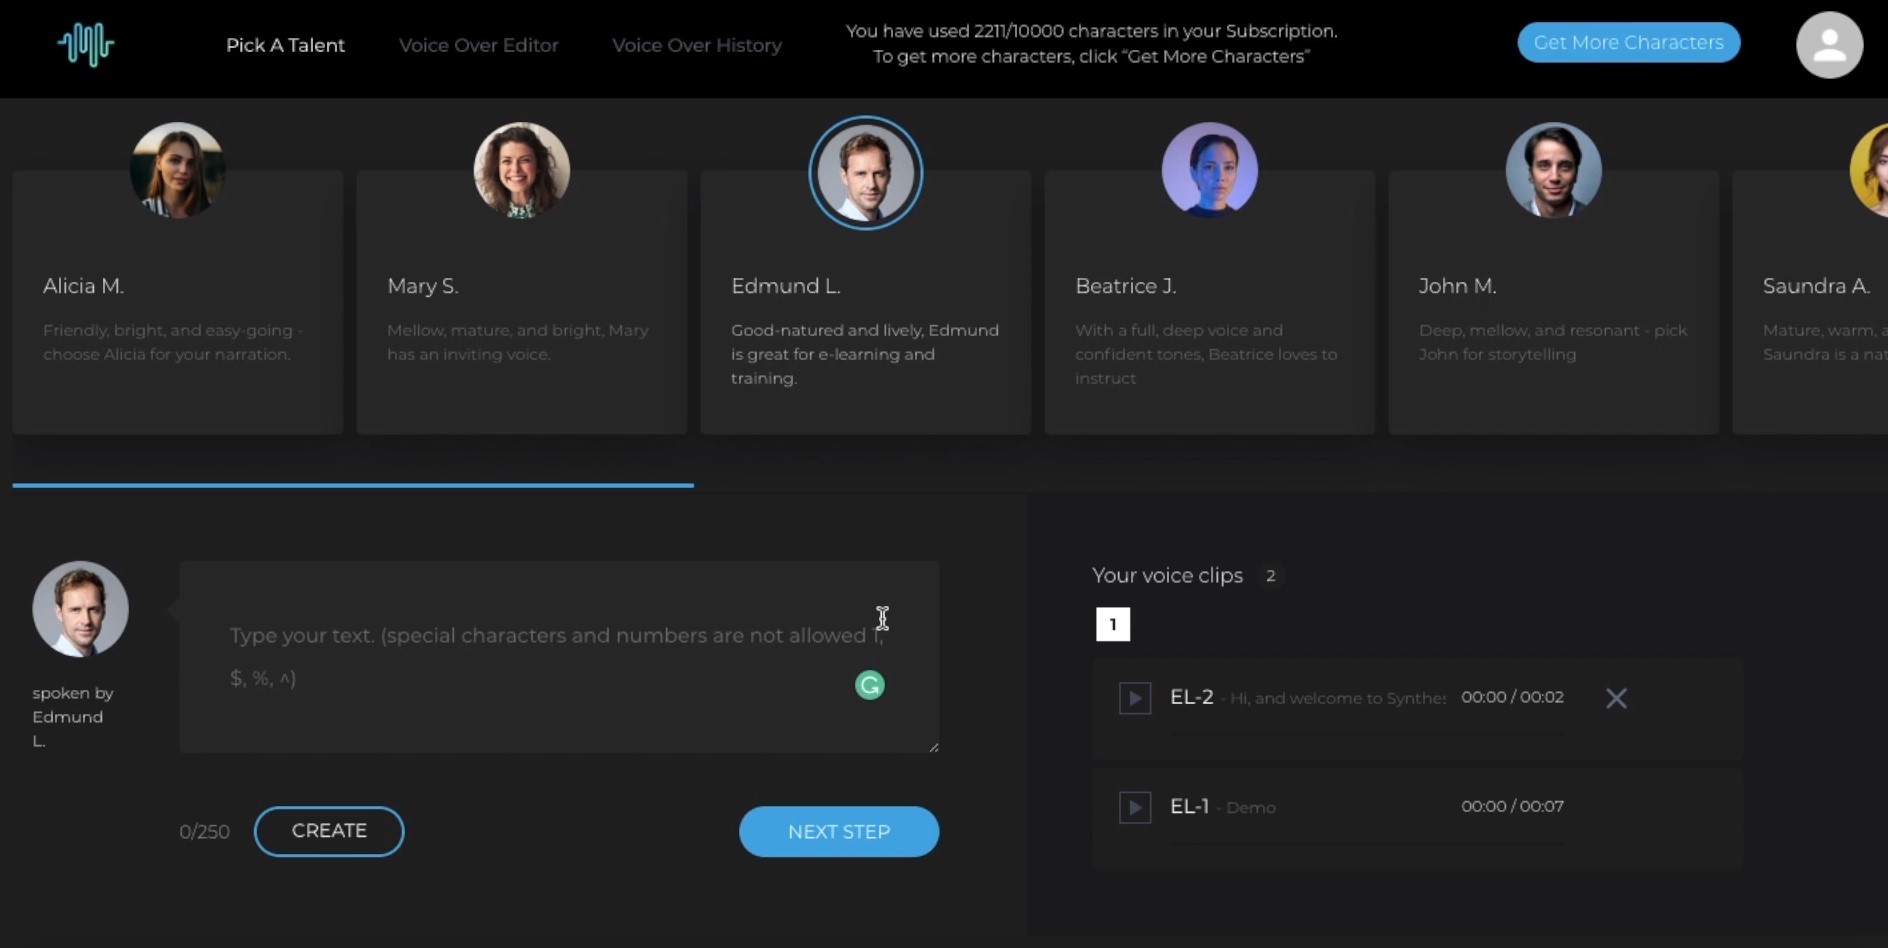 Pick A Talent
Voice Over Editor
Voice Over History
You have used 2211/10000 characters in your Subscription.
To get more characters, click “Get More Characters”
Get More Characters
Alicia M.
Friendly, bright, and easy-going -
choose Alicia for your narration.
Mary S.
Mellow, mature, and bright, Mary
has an inviting voice.
Edmund L.
Good-natured and lively, Edmund
is great for e-learning and
training.
Beatrice J.
With a full, deep voice and
confident tones, Beatrice loves to
instruct
John M.
Deep, mellow, and resonant - pick
John for storytelling
Saundra A.
Mature, warm,
Saundra is a
spoken by
Edmund
L.
Type your text. (special characters and numbers are not allowed
$, %, ^)
0/250
CREATE
NEXT STEP
Your voice clips 2
1
EL-2 - Hi, and welcome to 00:00 / 00:02
EL-1 - Demo 00:00 / 00:07